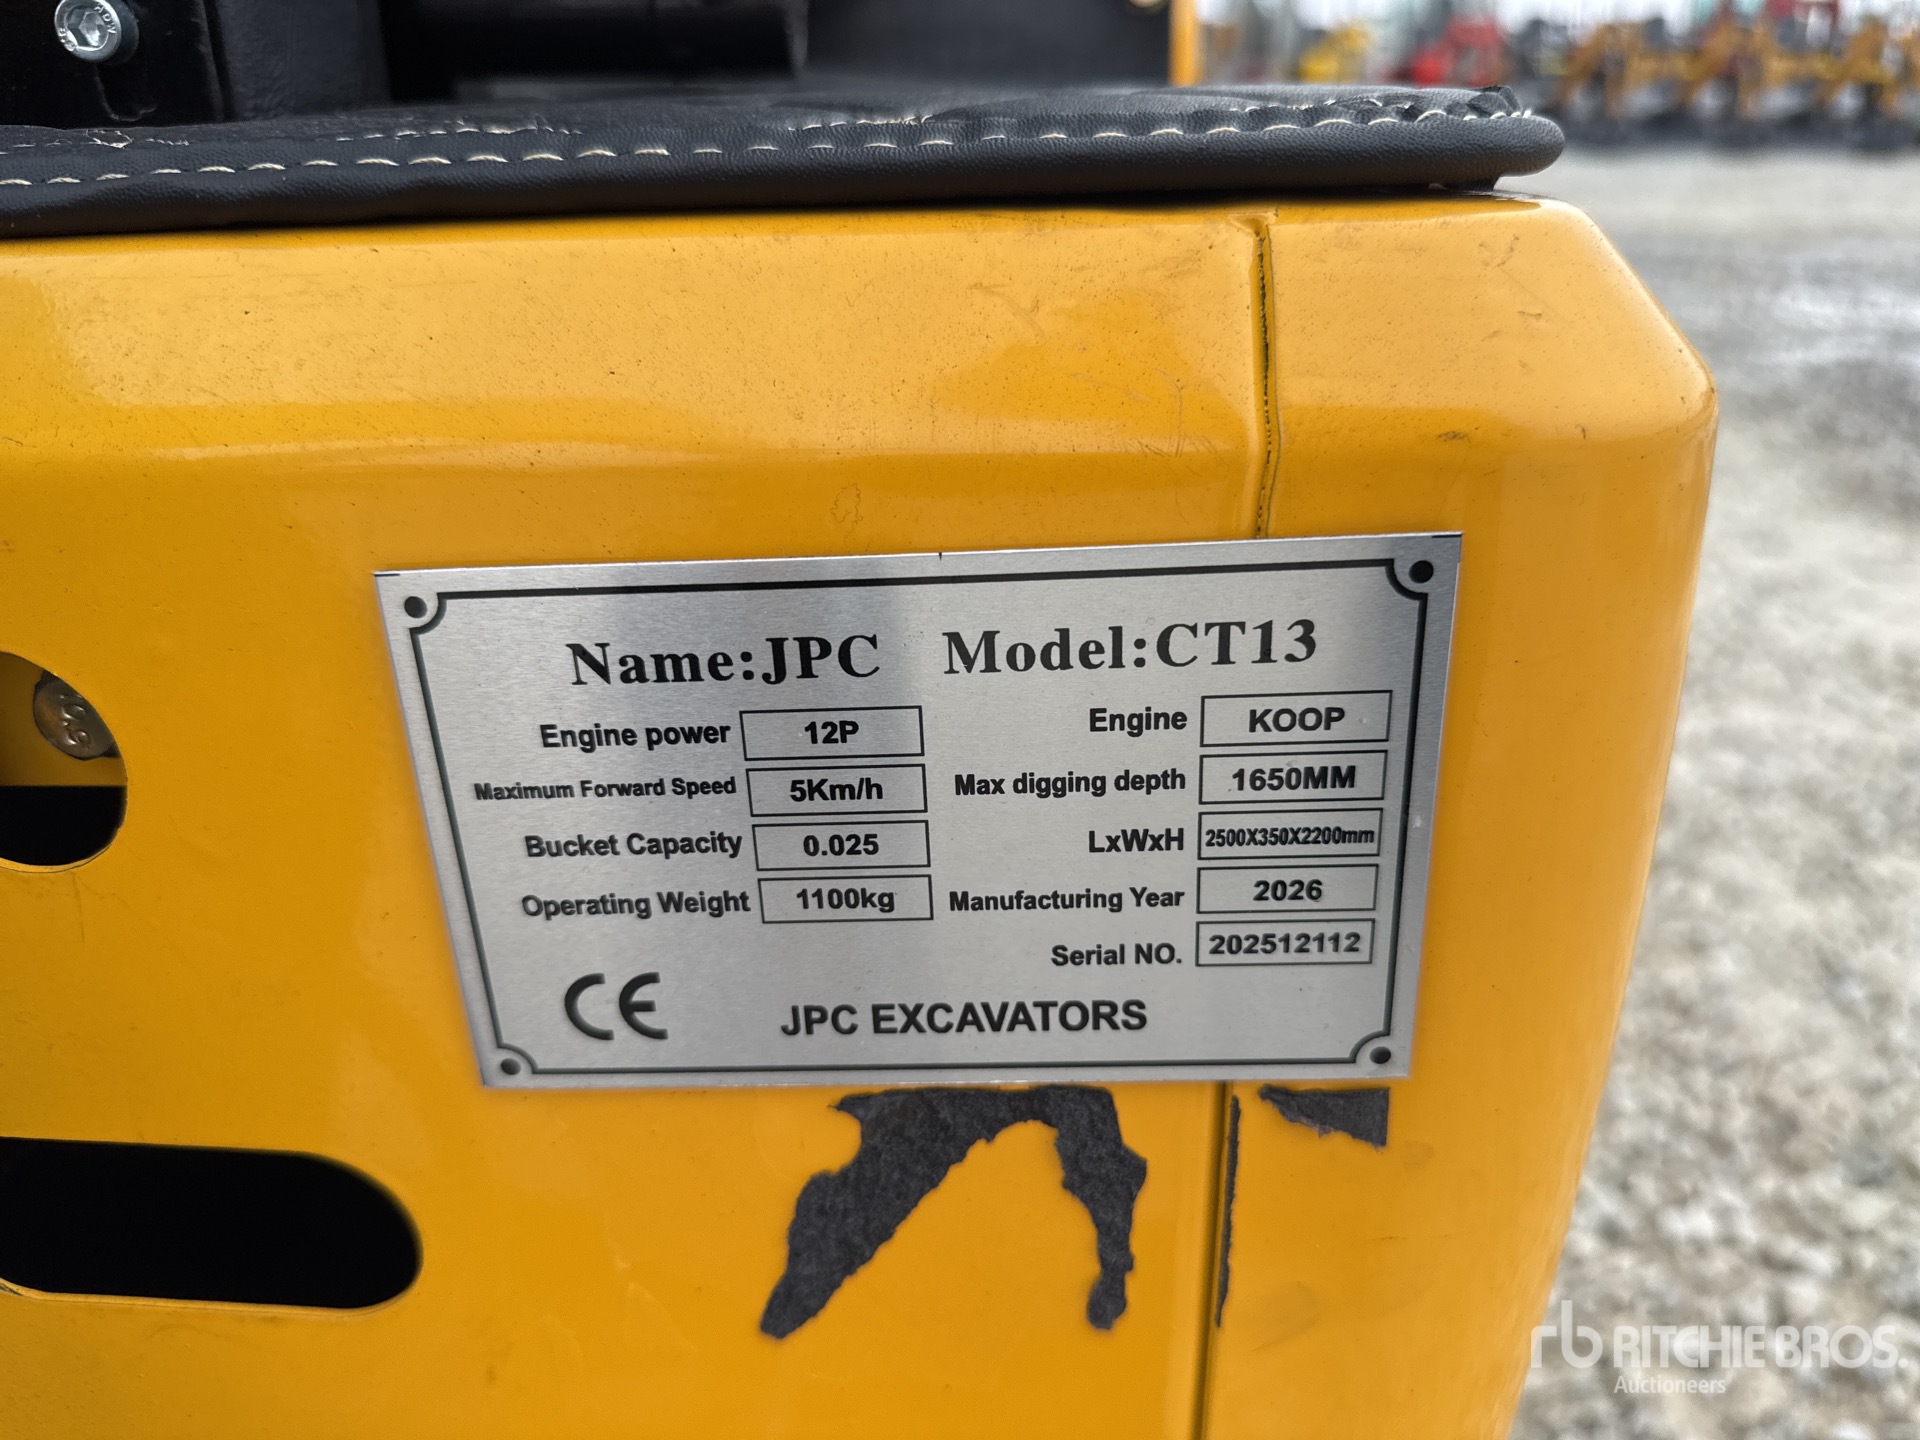 Name:JPC Model:CT13
Engine power 12P
Engine KOOP
Maximum Forward Speed 5Km/h
Max digging depth 1650MM
Bucket Capacity 0.025
LxWxH 2500X350X2200mm
Operating Weight 1100kg
Manufacturing Year 2026
Serial NO. 202512112
CE JPC EXCAVATORS
rb RITCHIE BROS.
Auctioneers